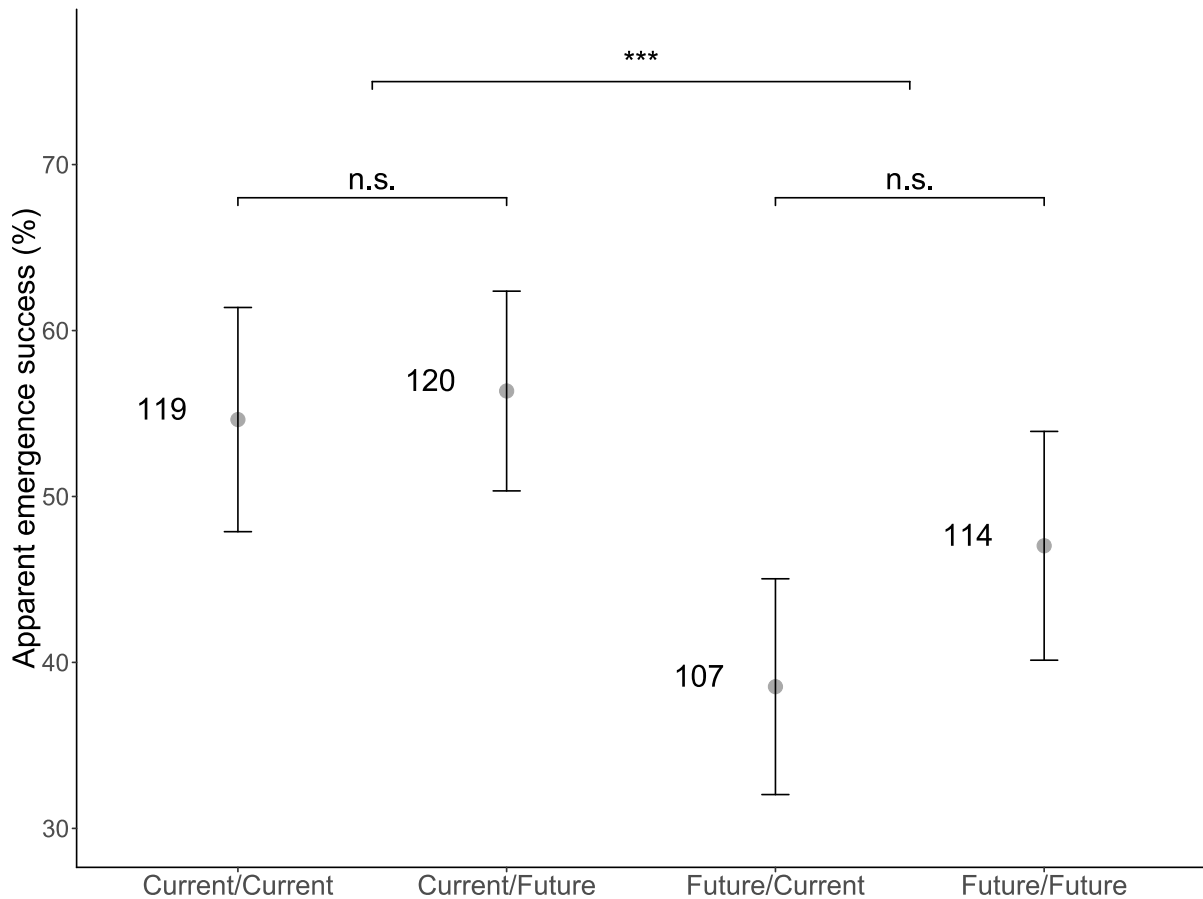 ***
n.s.
n.s.
Apparent emergence success (%)
70
60
50
40
30
119
120
107
114
Current/Current
Current/Future
Future/Current
Future/Future